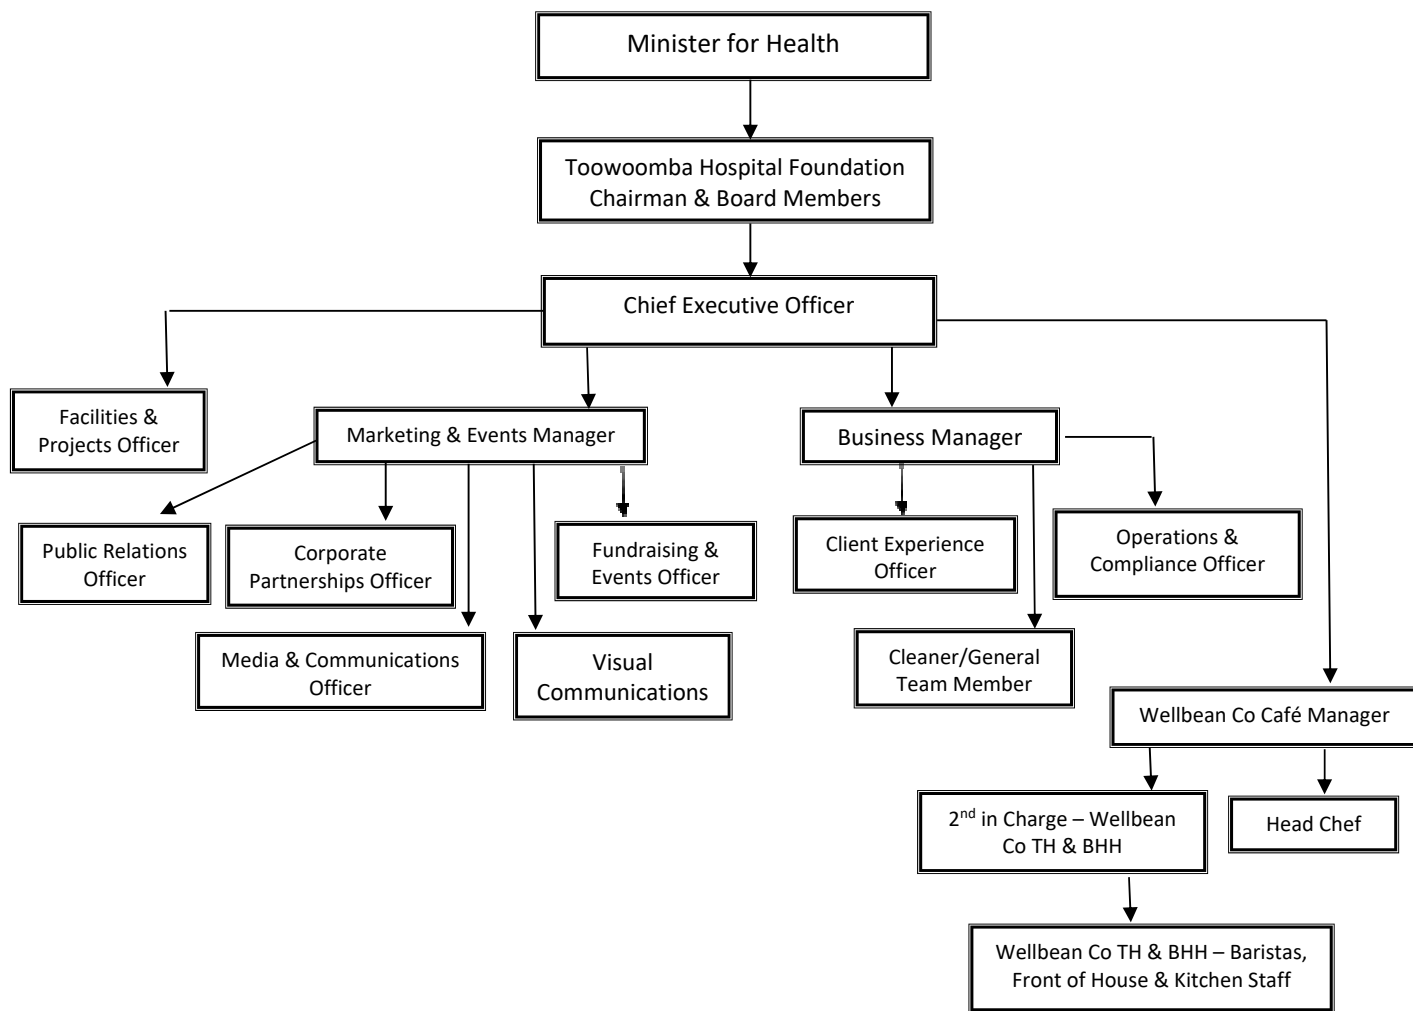 Minister for Health
Toowoomba Hospital Foundation
Chairman & Board Members
Chief Executive Officer
Facilities &
Projects Officer
Marketing & Events Manager
Business Manager
Public Relations
Officer
Corporate
Partnerships Officer
Fundraising &
Events Officer
Client Experience
Officer
Operations &
Compliance Officer
Media & Communications
Officer
Visual
Communications
Cleaner/General
Team Member
Wellbean Co Café Manager
2nd in Charge – Wellbean
Co TH & BHH
Head Chef
Wellbean Co TH & BHH – Baristas,
Front of House & Kitchen Staff